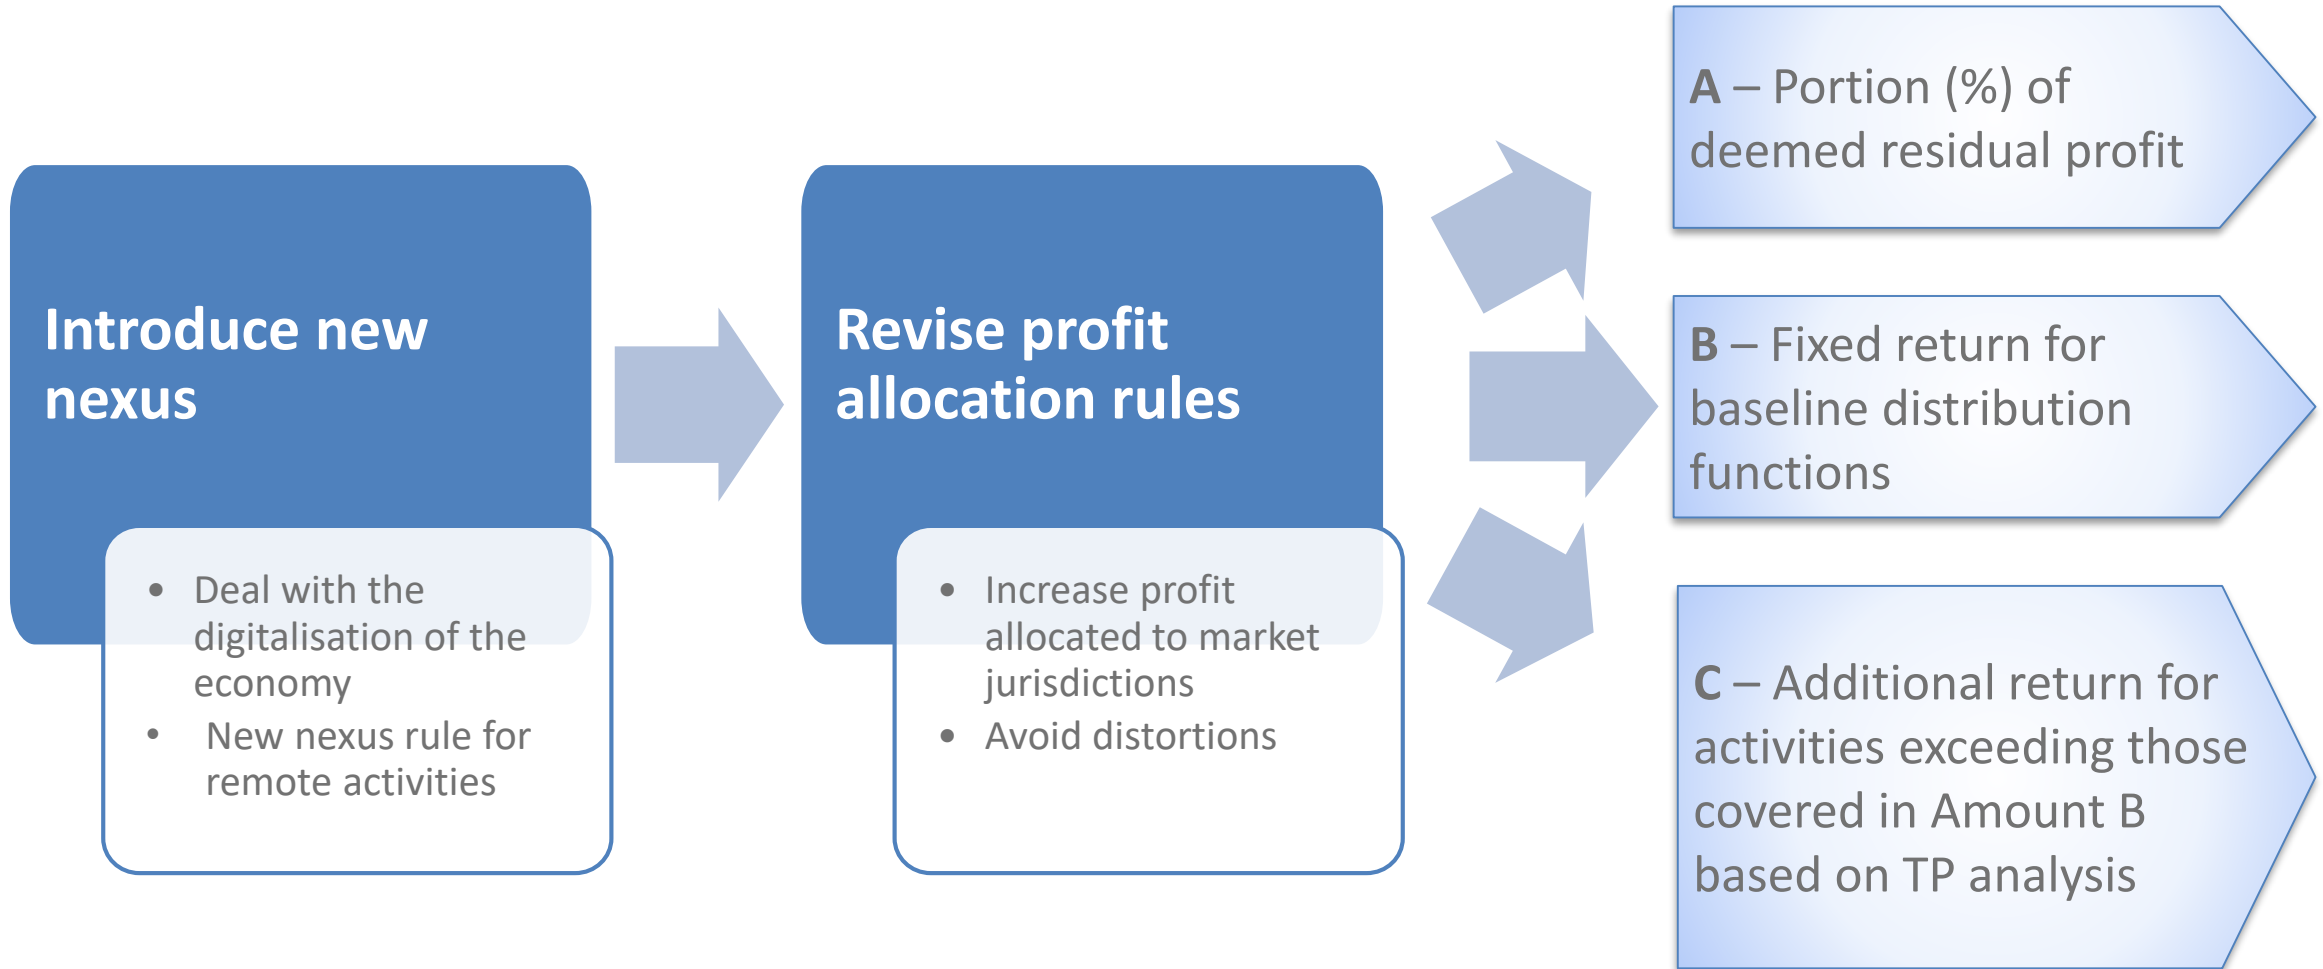 Introduce new
nexus
• Deal with the
digitalisation of the
economy
• New nexus rule for
remote activities
Revise profit
allocation rules
• Increase profit
allocated to market
jurisdictions
• Avoid distortions
A – Portion (%) of
deemed residual profit
B – Fixed return for
baseline distribution
functions
C – Additional return for
activities exceeding those
covered in Amount B
based on TP analysis